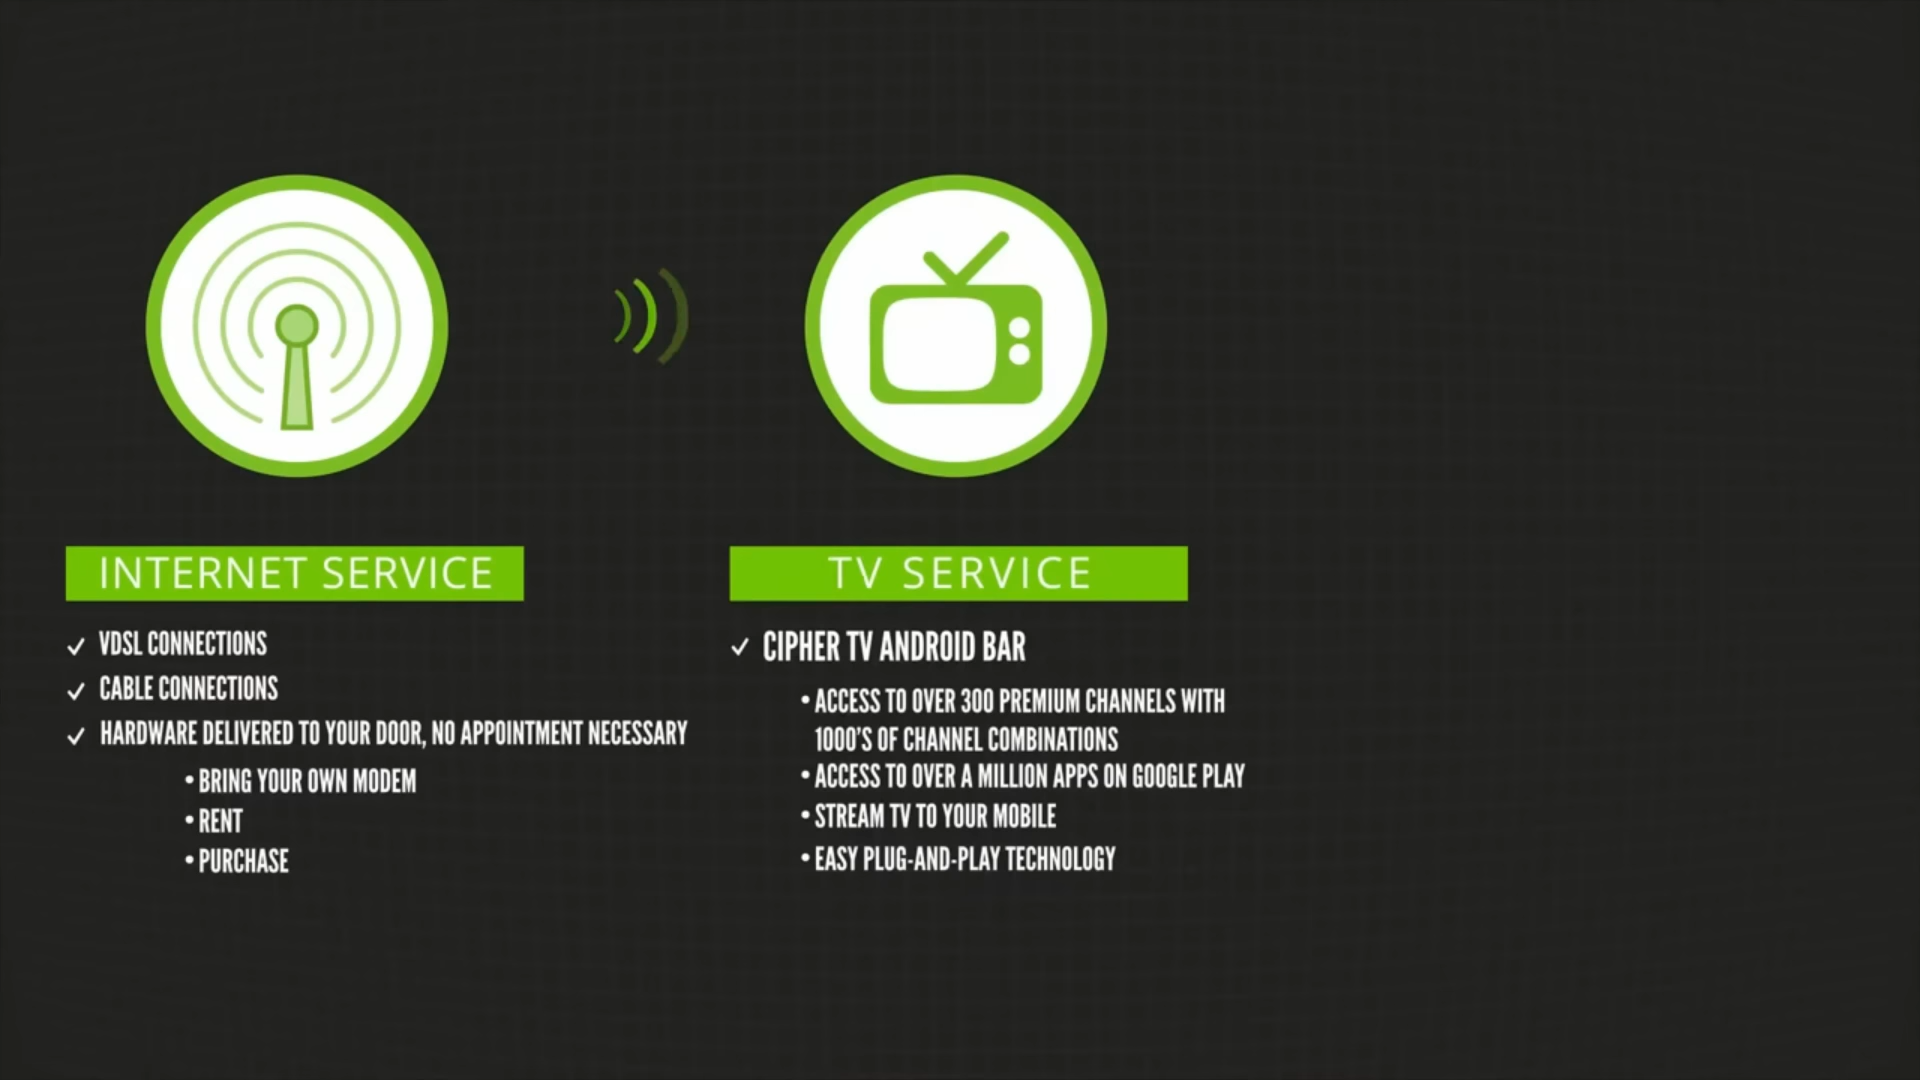 INTERNET SERVICE
✓ VDSL CONNECTIONS
✓ CABLE CONNECTIONS
✓ HARDWARE DELIVERED TO YOUR DOOR, NO APPOINTMENT NECESSARY
• BRING YOUR OWN MODEM
• RENT
• PURCHASE
TV SERVICE
✓ CIPHER TV ANDROID BAR
• ACCESS TO OVER 300 PREMIUM CHANNELS WITH
1000'S OF CHANNEL COMBINATIONS
• ACCESS TO OVER A MILLION APPS ON GOOGLE PLAY
• STREAM TV TO YOUR MOBILE
• EASY PLUG-AND-PLAY TECHNOLOGY